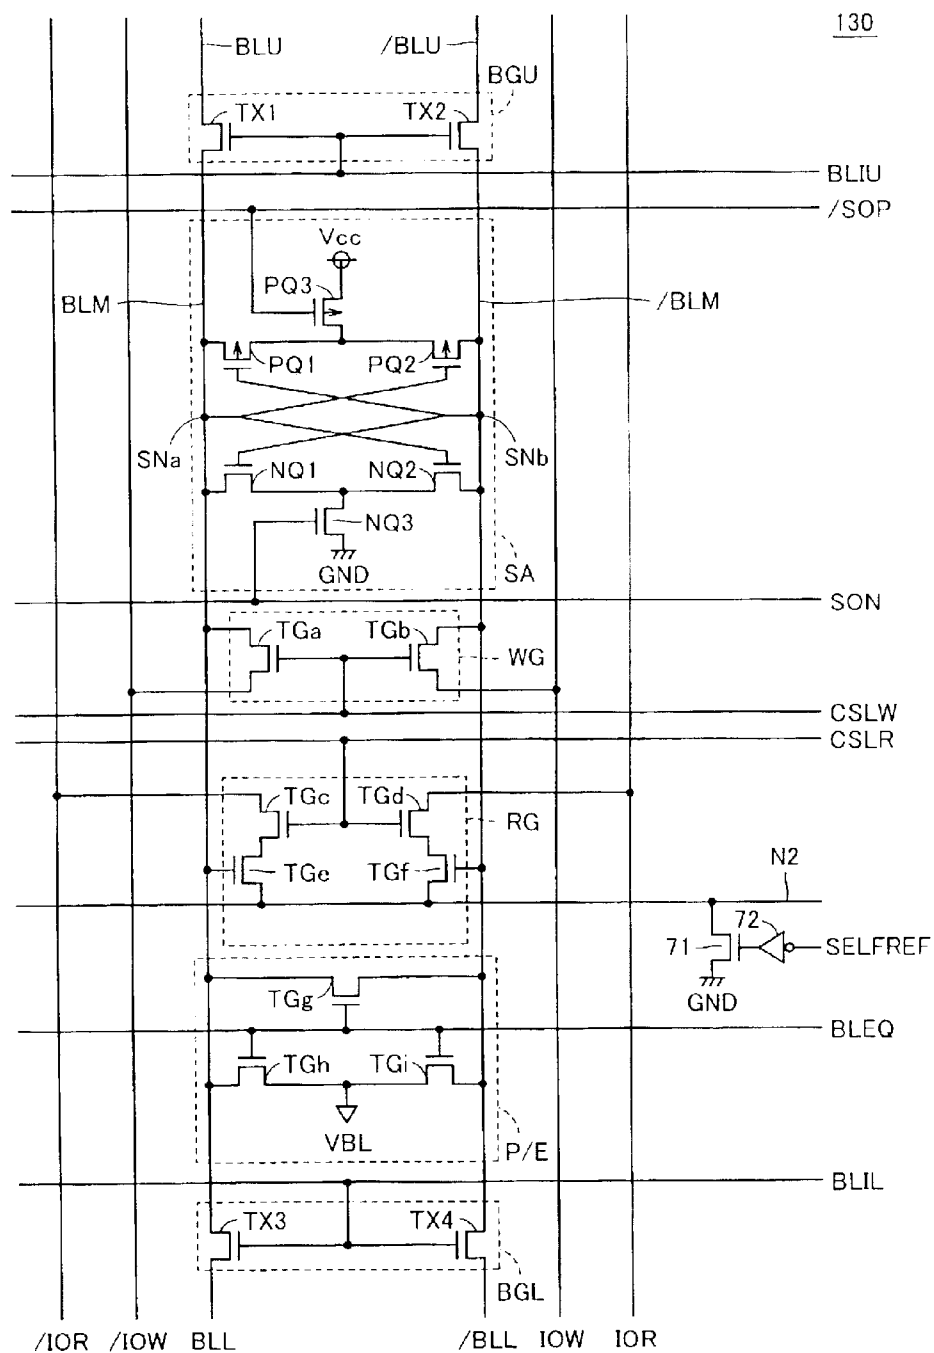 130
BLU
/BLU
BGU
TX1
TX2
BLIU
/SOP
Vcc
PQ3
BLM
/BLM
PQ1
PQ2
SNa
SNb
NQ1
NQ2
NQ3
GND
SA
SON
TGa
TGb
WG
CSLW
CSLR
TGc
TGd
RG
TGe
TGf
N2
71
72
SELFREF
GND
TGg
BLEQ
TGh
TGi
VBL
P/E
BLIL
TX3
TX4
BGL
/IOR
/IOW
BLL
/BLL
IOW
IOR